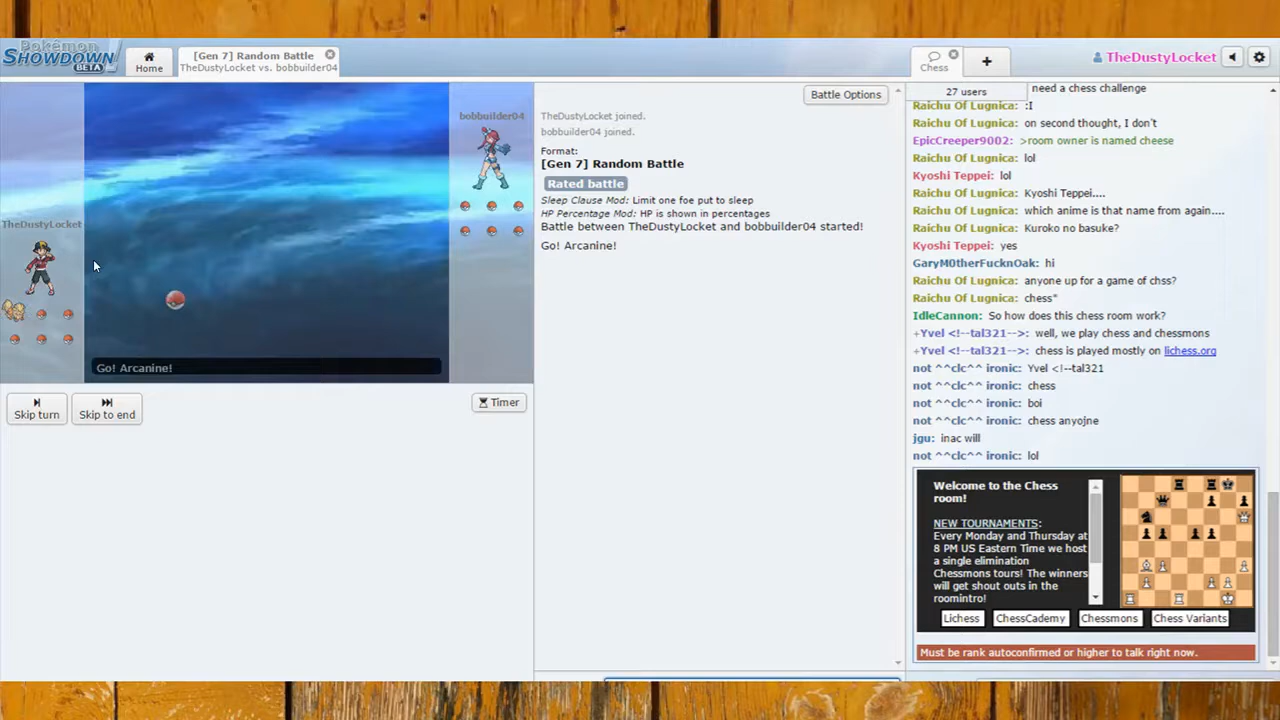 Pokémon
SHOWDOWN
BETA
Home
[Gen 7] Random Battle
TheDustyLocket vs. bobbuilder04
Chess
+
TheDustyLocket
bobbuilder04
TheDustyLocket
Go! Arcanine!
Skip turn
Skip to end
Timer
Battle Options
TheDustyLocket joined.
bobbuilder04 joined.
Format:
[Gen 7] Random Battle
Rated battle
Sleep Clause Mod: Limit one foe put to sleep
HP Percentage Mod: HP is shown in percentages
Battle between TheDustyLocket and bobbuilder04 started!
Go! Arcanine!
27 users
need a chess challenge
Raichu Of Lugnica: :I
Raichu Of Lugnica: on second thought, I don't
EpicCreeper9002: >room owner is named cheese
Raichu Of Lugnica: lol
Kyoshi Teppei: lol
Raichu Of Lugnica: Kyoshi Teppei....
Raichu Of Lugnica: which anime is that name from again....
Raichu Of Lugnica: Kuroko no basuke?
Kyoshi Teppei: yes
GaryM0therFucknOak: hi
Raichu Of Lugnica: anyone up for a game of chss?
Raichu Of Lugnica: chess*
IdleCannon: So how does this chess room work?
+Yvel <!--tal321-->: well, we play chess and chessmons
+Yvel <!--tal321-->: chess is played mostly on lichess.org
not ^^clc^^ ironic: Yvel <!--tal321
not ^^clc^^ ironic: chess
not ^^clc^^ ironic: boi
not ^^clc^^ ironic: chess anyojne
jgu: inac will
not ^^clc^^ ironic: lol
Welcome to the Chess
room!
NEW TOURNAMENTS:
Every Monday and Thursday at
8 PM US Eastern Time we host
a single elimination
Chessmons tours! The winners
will get shout outs in the
roomintro!
Lichess
ChessCademy
Chessmons
Chess Variants
Must be rank autoconfirmed or higher to talk right now.